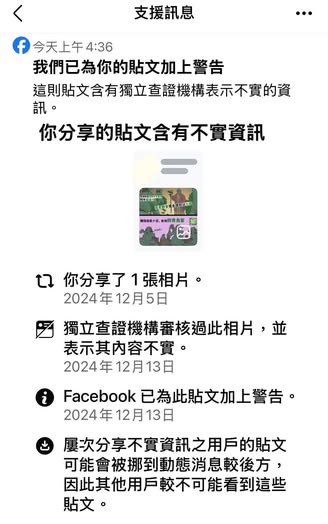 支援訊息
今天上午4:36
我們已為你的貼文加上警告
這則貼文含有獨立查證機構表示不實的資
訊。
你分享的貼文含有不實資訊
你分享了 1 張相片。
2024年12月5日
獨立查證機構審核過此相片,並
表示其內容不實。
2024年12月13日
Facebook 已為此貼文加上警告。
2024年12月13日
屢次分享不實資訊之用戶的貼文
可能會被挪到動態消息較後方,
因此其他用戶較不可能看到這些
貼文。